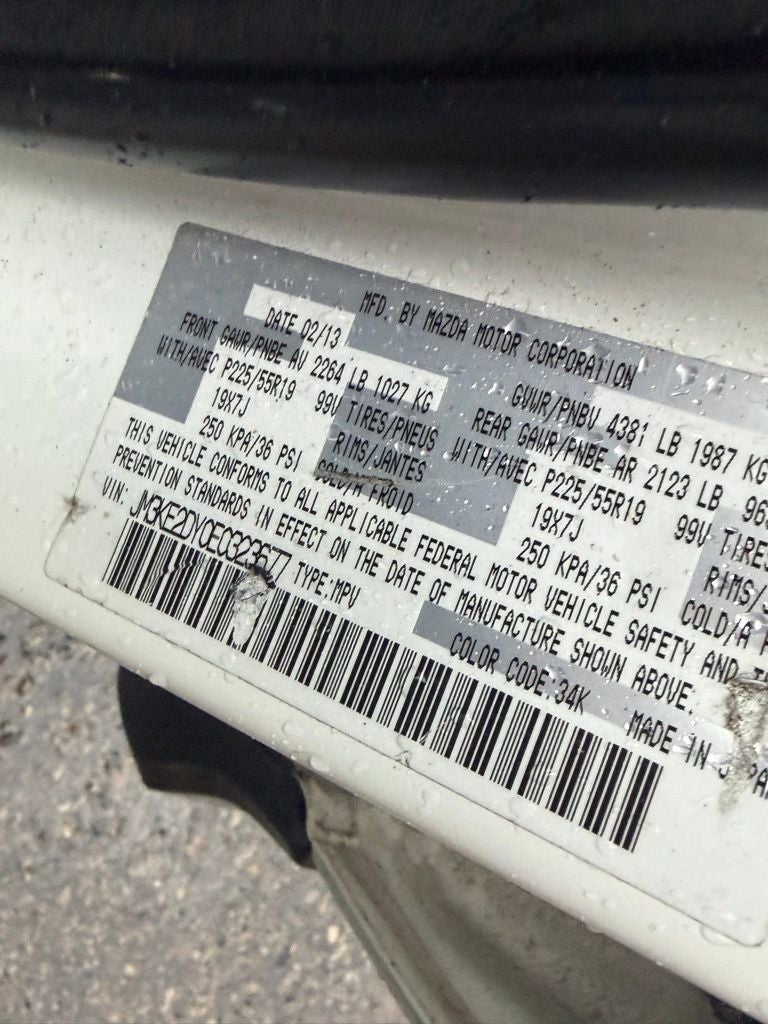 MFD. BY MAZDA MOTOR CORPORATION
DATE 02/13 GVWR/PNBV 4381 LB 1987 KG
FRONT GAWR/PNBE AV 2264 LB 1027 KG REAR GAWR/PNBE AR 2123 LB
WITH/AVEC P225/55R19 99V TIRES/PNEUS WITH/AVEC P225/55R19 99V
19X7J RIMS/JANTES 19X7J
250 KPA/36 PSI COLD/A FROID 250 KPA/36 PSI COLD/A
THIS VEHICLE CONFORMS TO ALL APPLICABLE FEDERAL MOTOR VEHICLE SAFETY AND
PREVENTION STANDARDS IN EFFECT ON THE DATE OF MANUFACTURE SHOWN ABOVE.
VIN: JM3KE2DY0E0323677 TYPE:MPV COLOR CODE:34K MADE IN